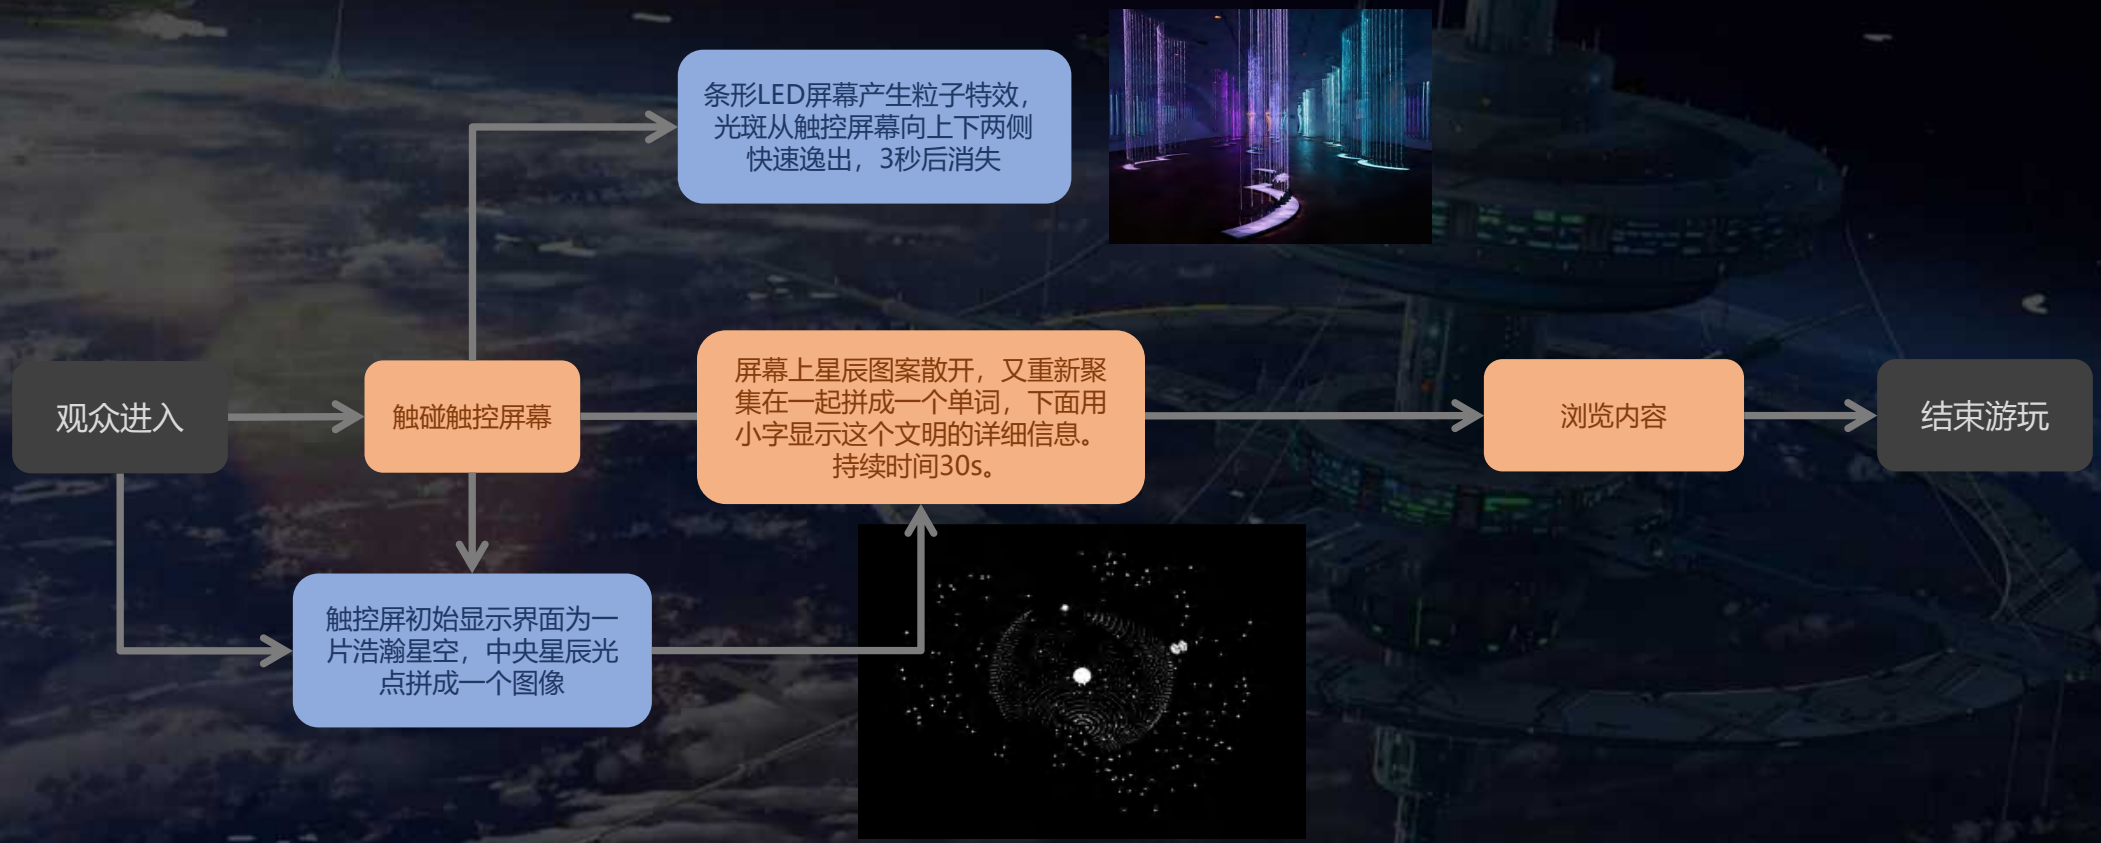 条形LED屏幕产生粒子特效，
光斑从触控屏幕向上下两侧
快速逸出，3秒后消失
观众进入
触碰触控屏幕
屏幕上星辰图案散开，又重新聚
集在一起拼成一个单词，下面用
小字显示这个文明的详细信息。
持续时间30s。
浏览内容
结束游玩
触控屏初始显示界面为一
片浩瀚星空，中央星辰光
点拼成一个图像